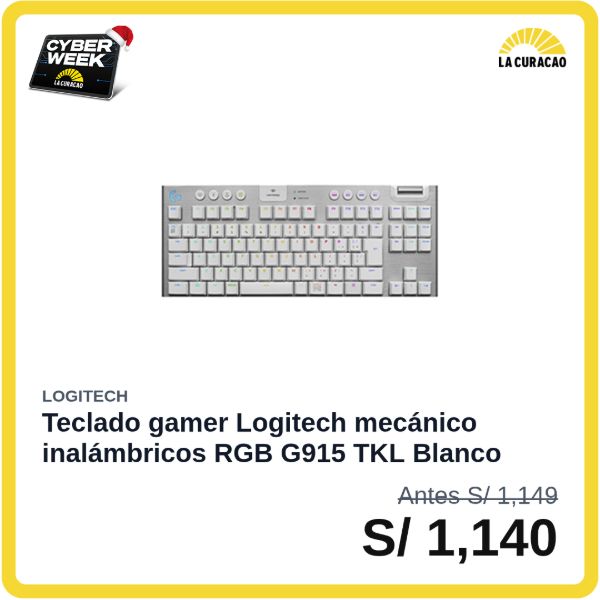 CYBER
WEEK
LA CURACAO
LA CURACAO
LOGITECH
Teclado gamer Logitech mecánico
inalámbricos RGB G915 TKL Blanco
Antes S/ 1,149
S/ 1,140